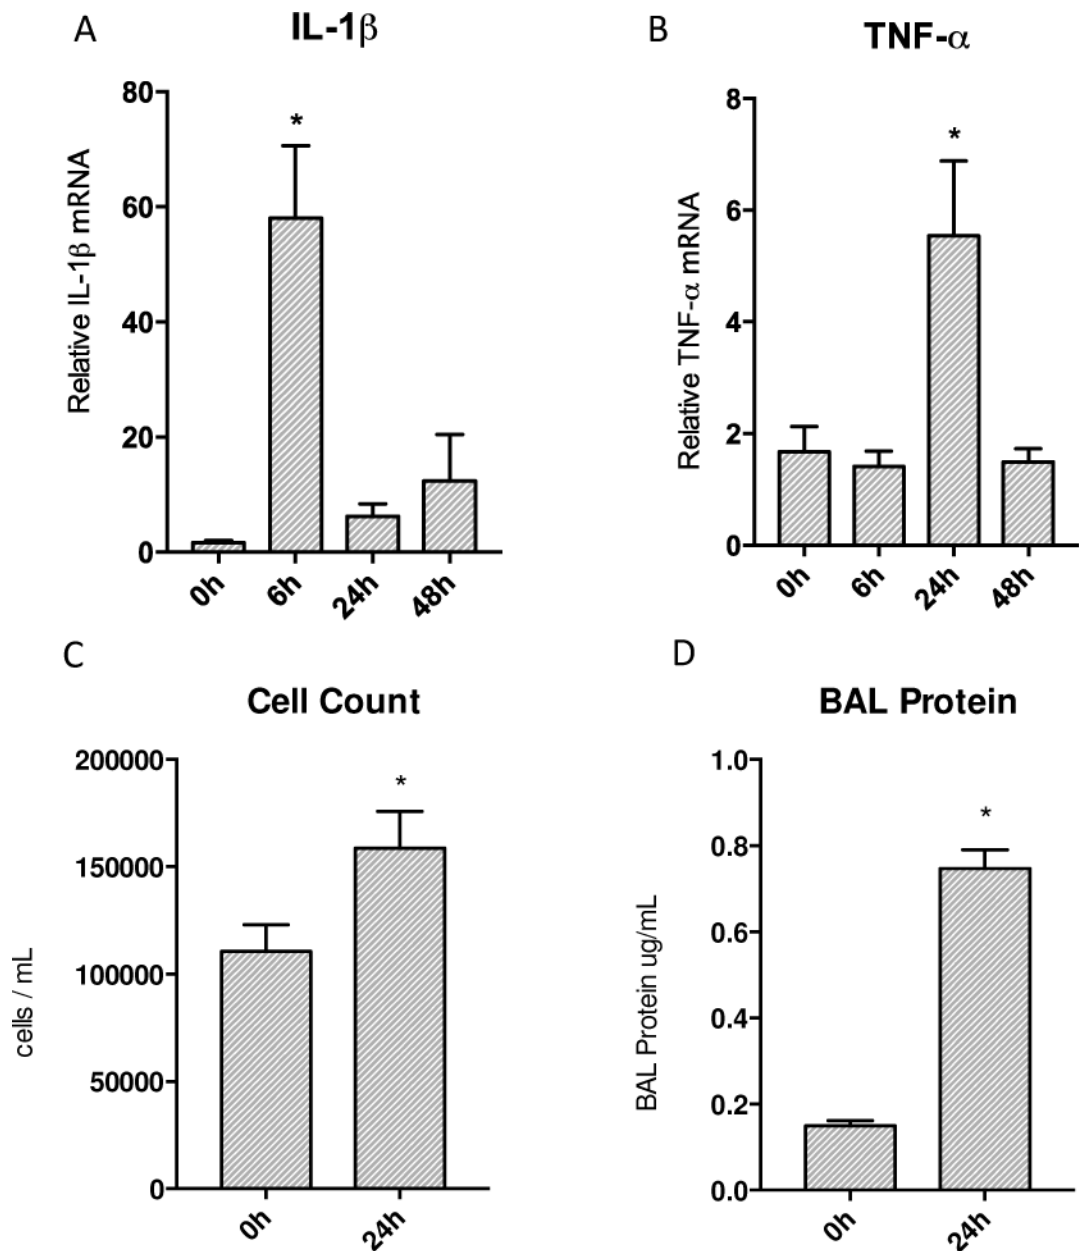 A
IL-1β
Relative IL-1β mRNA
80
60
40
20
0
*
0h
6h
24h
48h
B
TNF-α
Relative TNF-α mRNA
8
6
4
2
0
*
0h
6h
24h
48h
C
Cell Count
cells / mL
200000
150000
100000
50000
0
*
0h
24h
D
BAL Protein
BAL Protein ug/mL
1.0
0.8
0.6
0.4
0.2
0.0
*
0h
24h